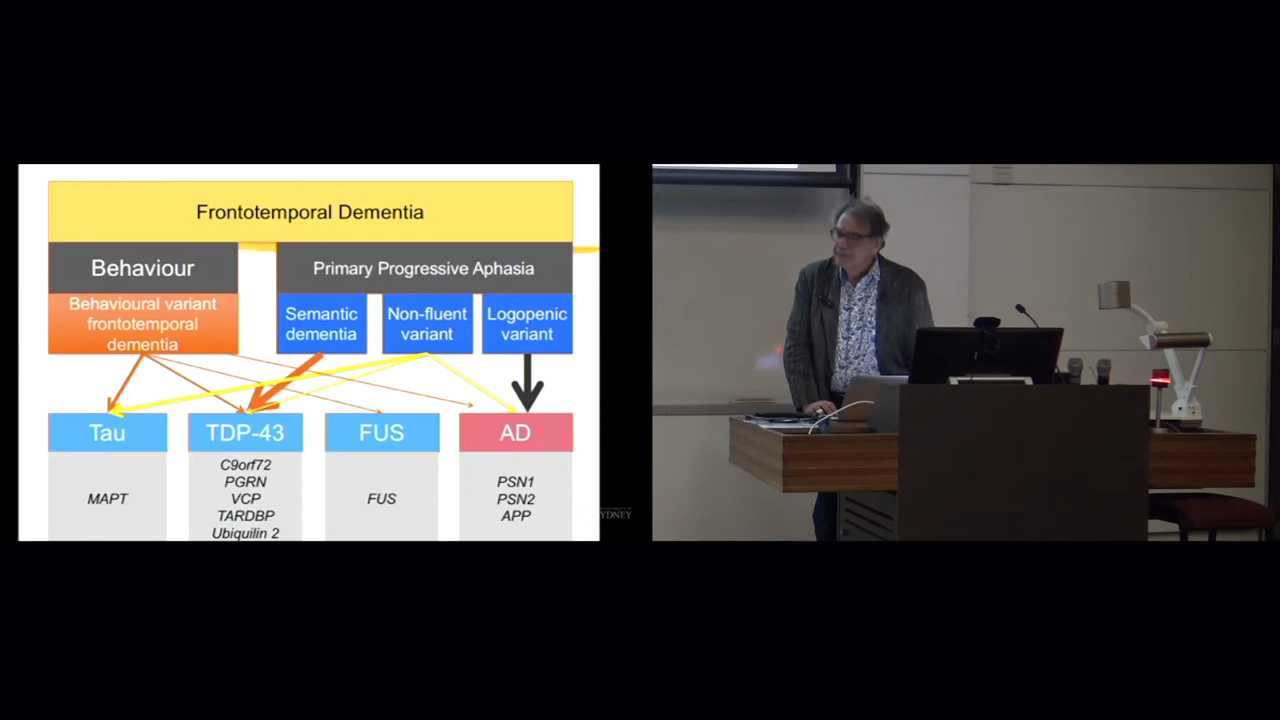 Frontotemporal Dementia
Behaviour
Primary Progressive Aphasia
Behavioural variant
frontotemporal
dementia
Semantic
dementia
Non-fluent
variant
Logopenic
variant
Tau
TDP-43
FUS
AD
MAPT
C9orf72
PGRN
VCP
TARDBP
Ubiquilin 2
FUS
PSN1
PSN2
APP
YDNEY